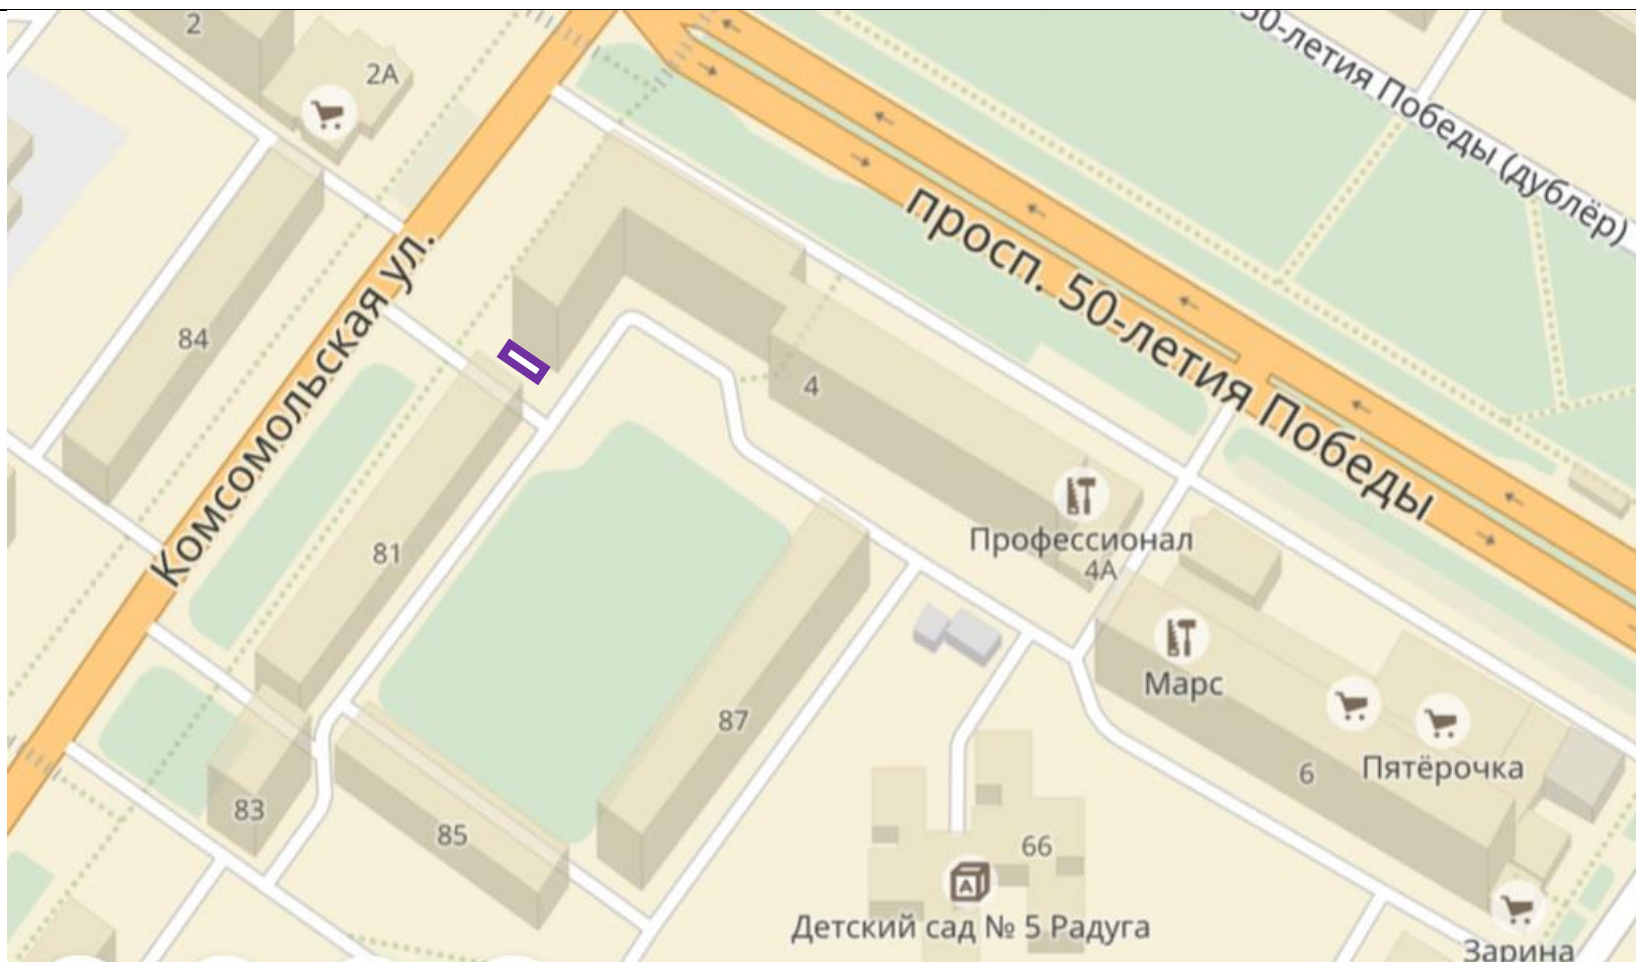 2
2А
50-летия Победы (дублёр)
просп. 50-летия Победы
Комсомольская ул.
84
4
Профессионал
4А
81
Марс
87
6
Пятёрочка
83
85
66
Детский сад № 5 Радуга
Зарина